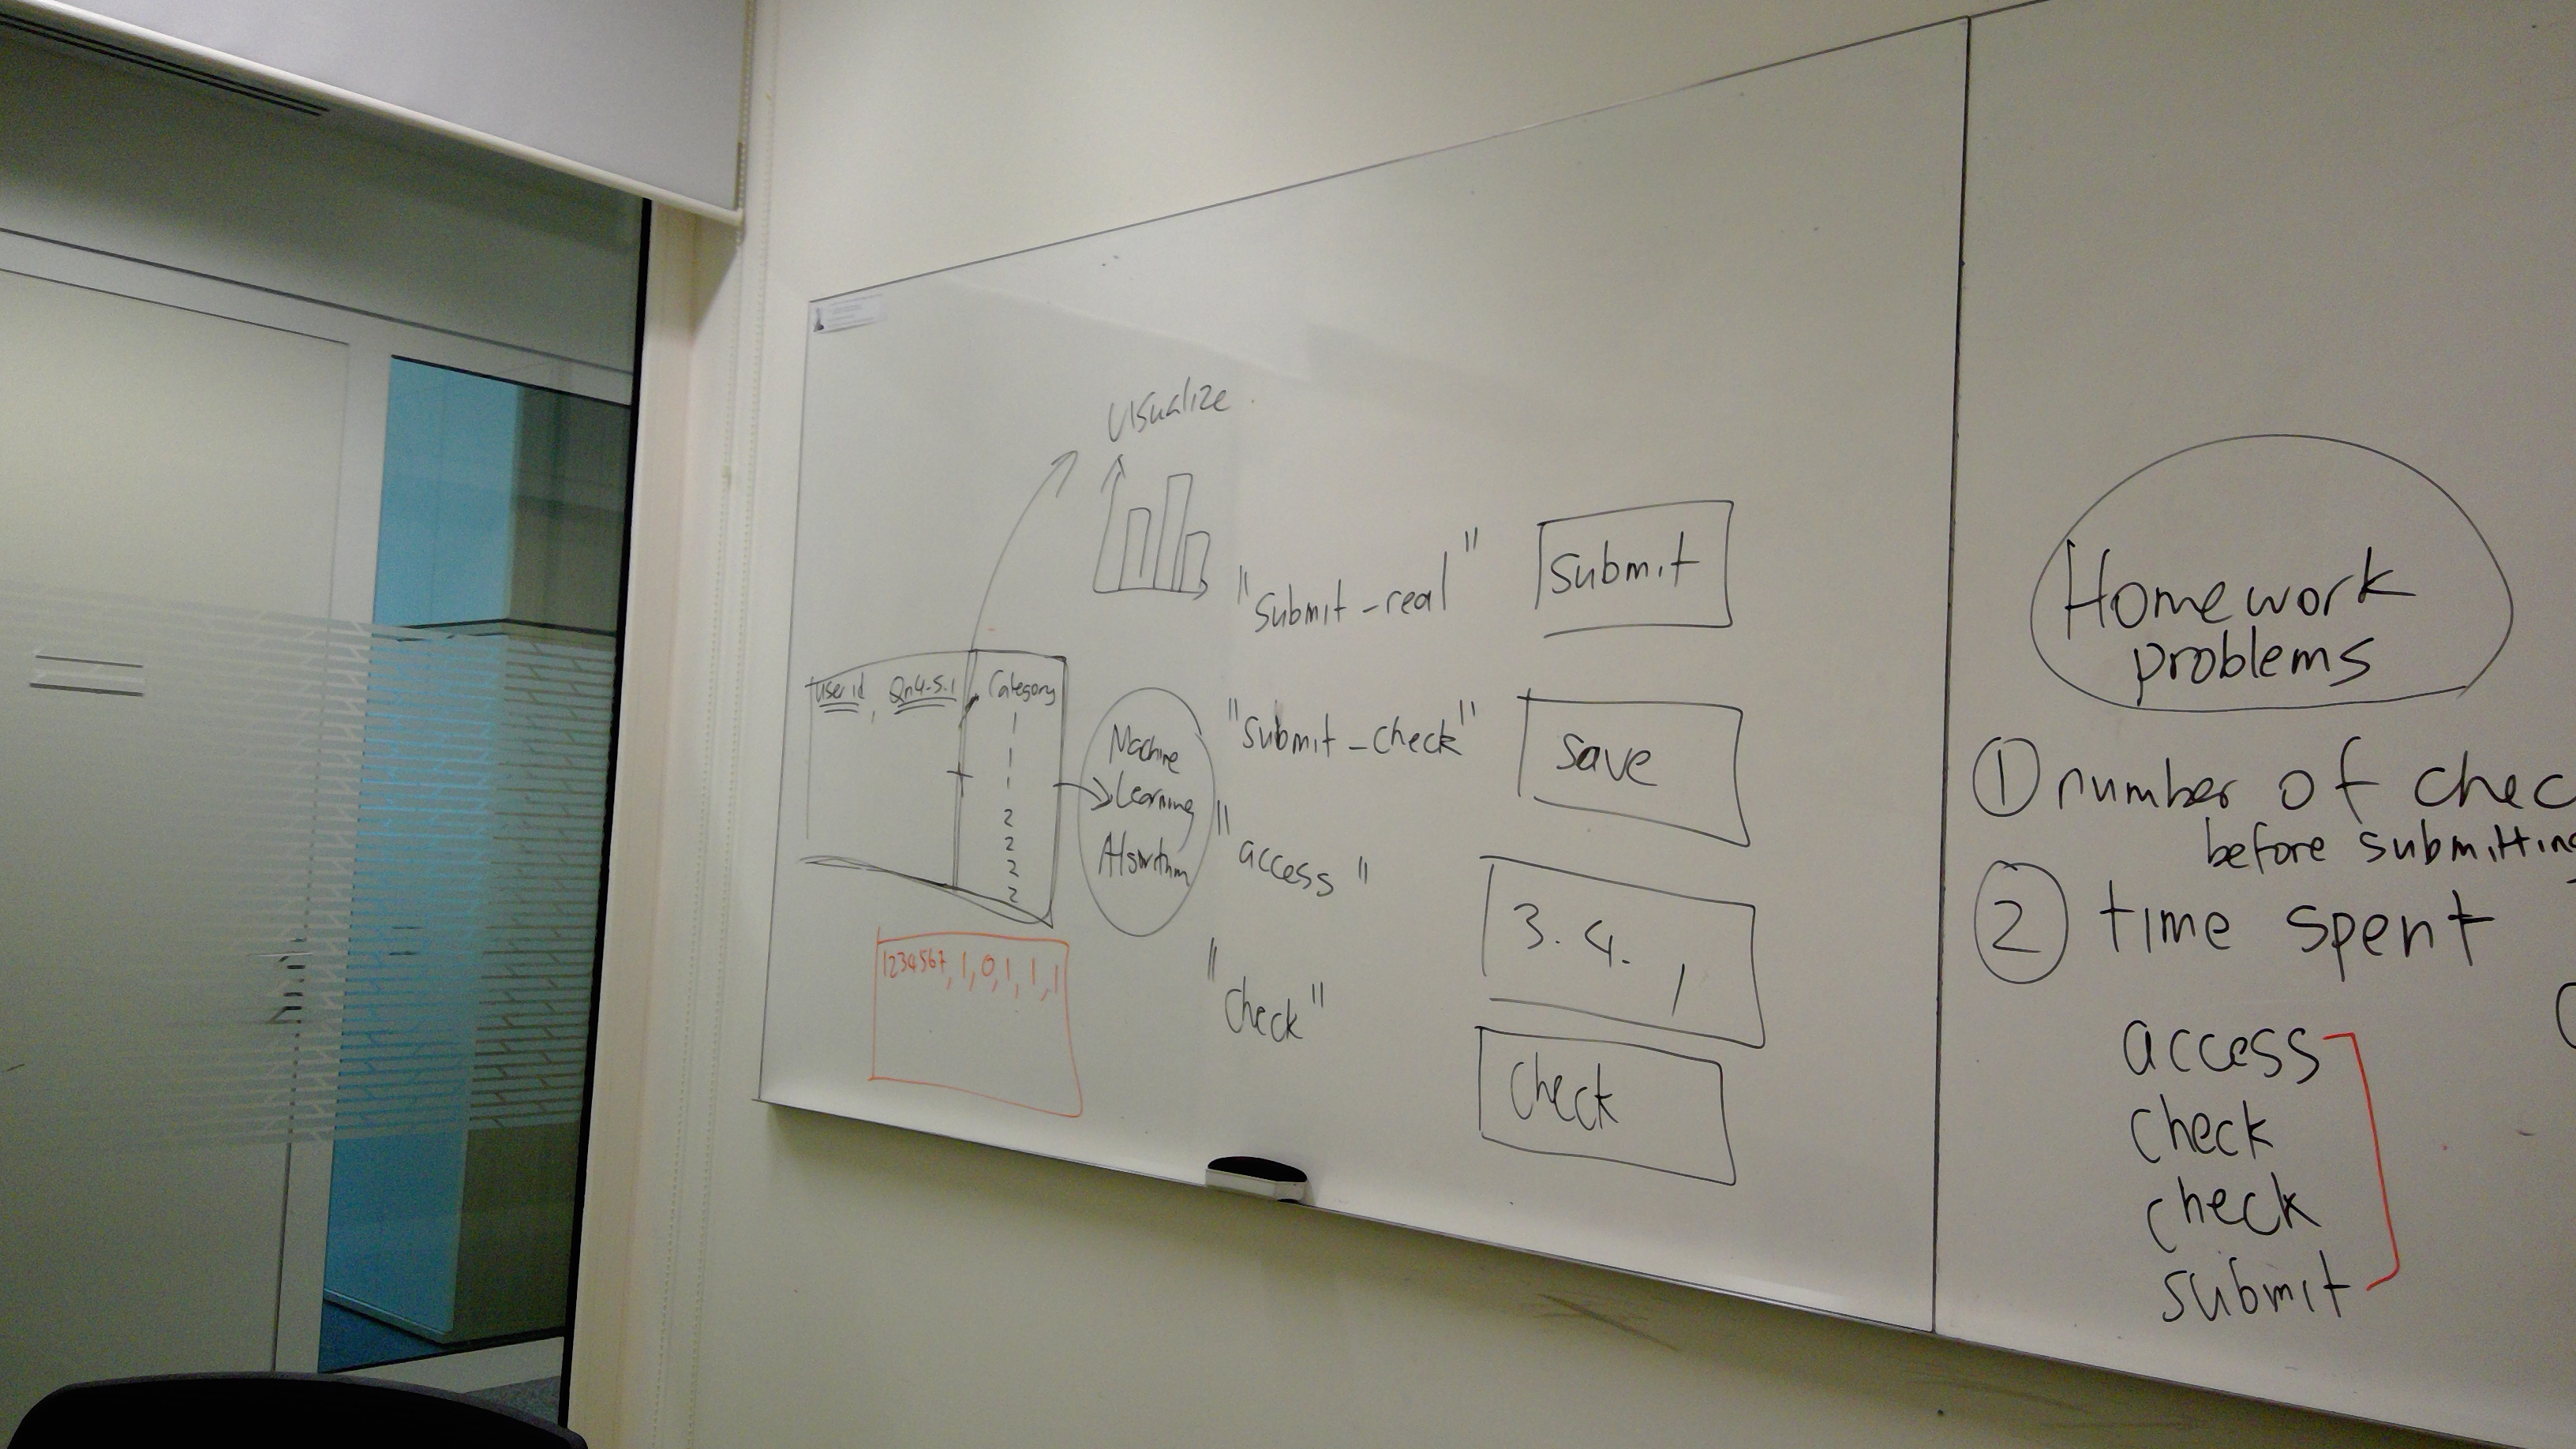 Visualize
"Submit-real"
Submit
user id, Qn4-5.1, Category
1
1
1
2
2
2
2
Machine
Learning
Algorithm
"Submit-check"
Save
"access"
3. 4. 1
1234567, 1, 0, 1, 1, 1
"Check"
Check
Homework
problems
① number of chec
before submitting
② time spent
access
check
check
submit